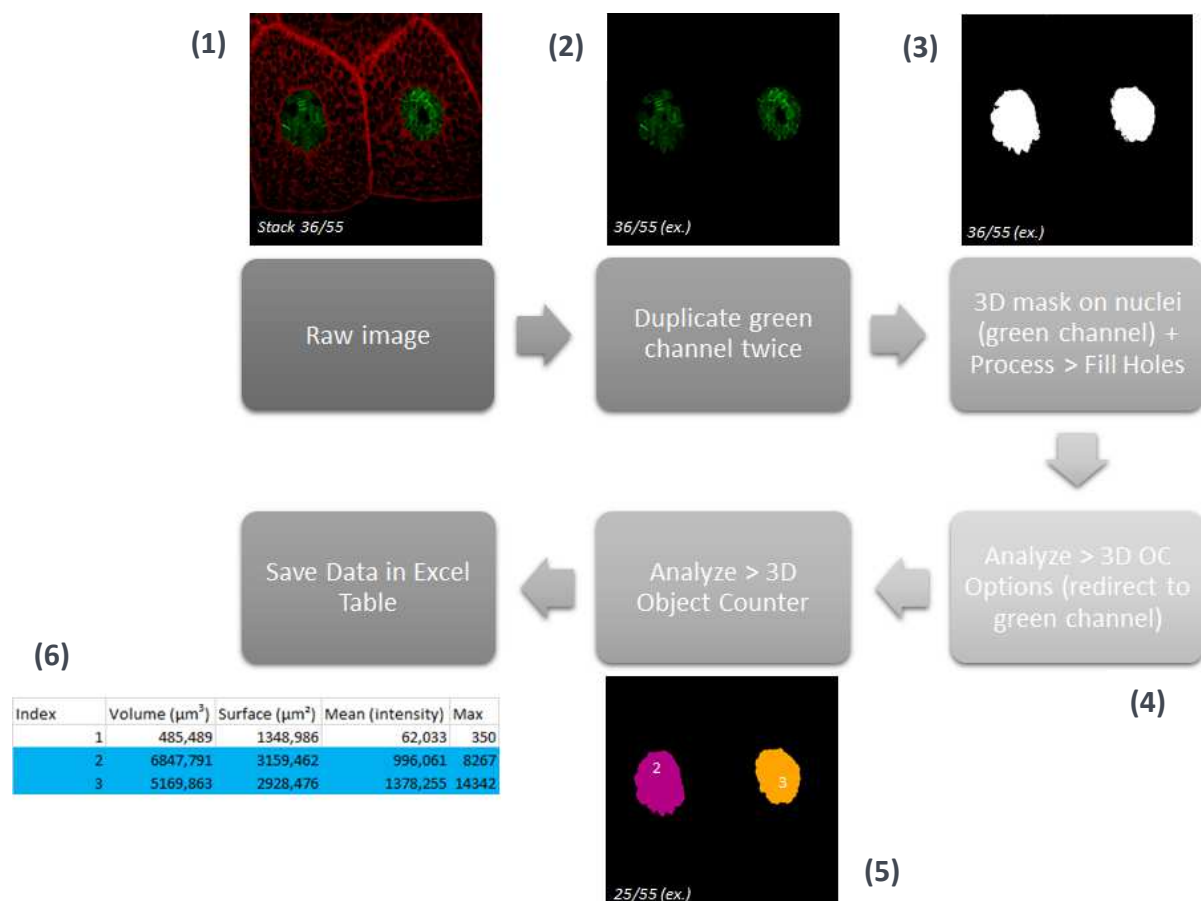 (1)
(2)
(3)
Stack 36/55
36/55 (ex.)
36/55 (ex.)
Raw image
Duplicate green
channel twice
3D mask on nuclei
(green channel) +
Process > Fill Holes
Analyze > 3D OC
Options (redirect to
green channel)
(4)
Analyze > 3D
Object Counter
2
3
25/55 (ex.)
(5)
Save Data in Excel
Table
(6)
Index Volume (µm³) Surface (µm²) Mean (intensity) Max
1 485,489 1348,986 62,033 350
2 6847,791 3159,462 996,061 8267
3 5169,863 2928,476 1378,255 14342